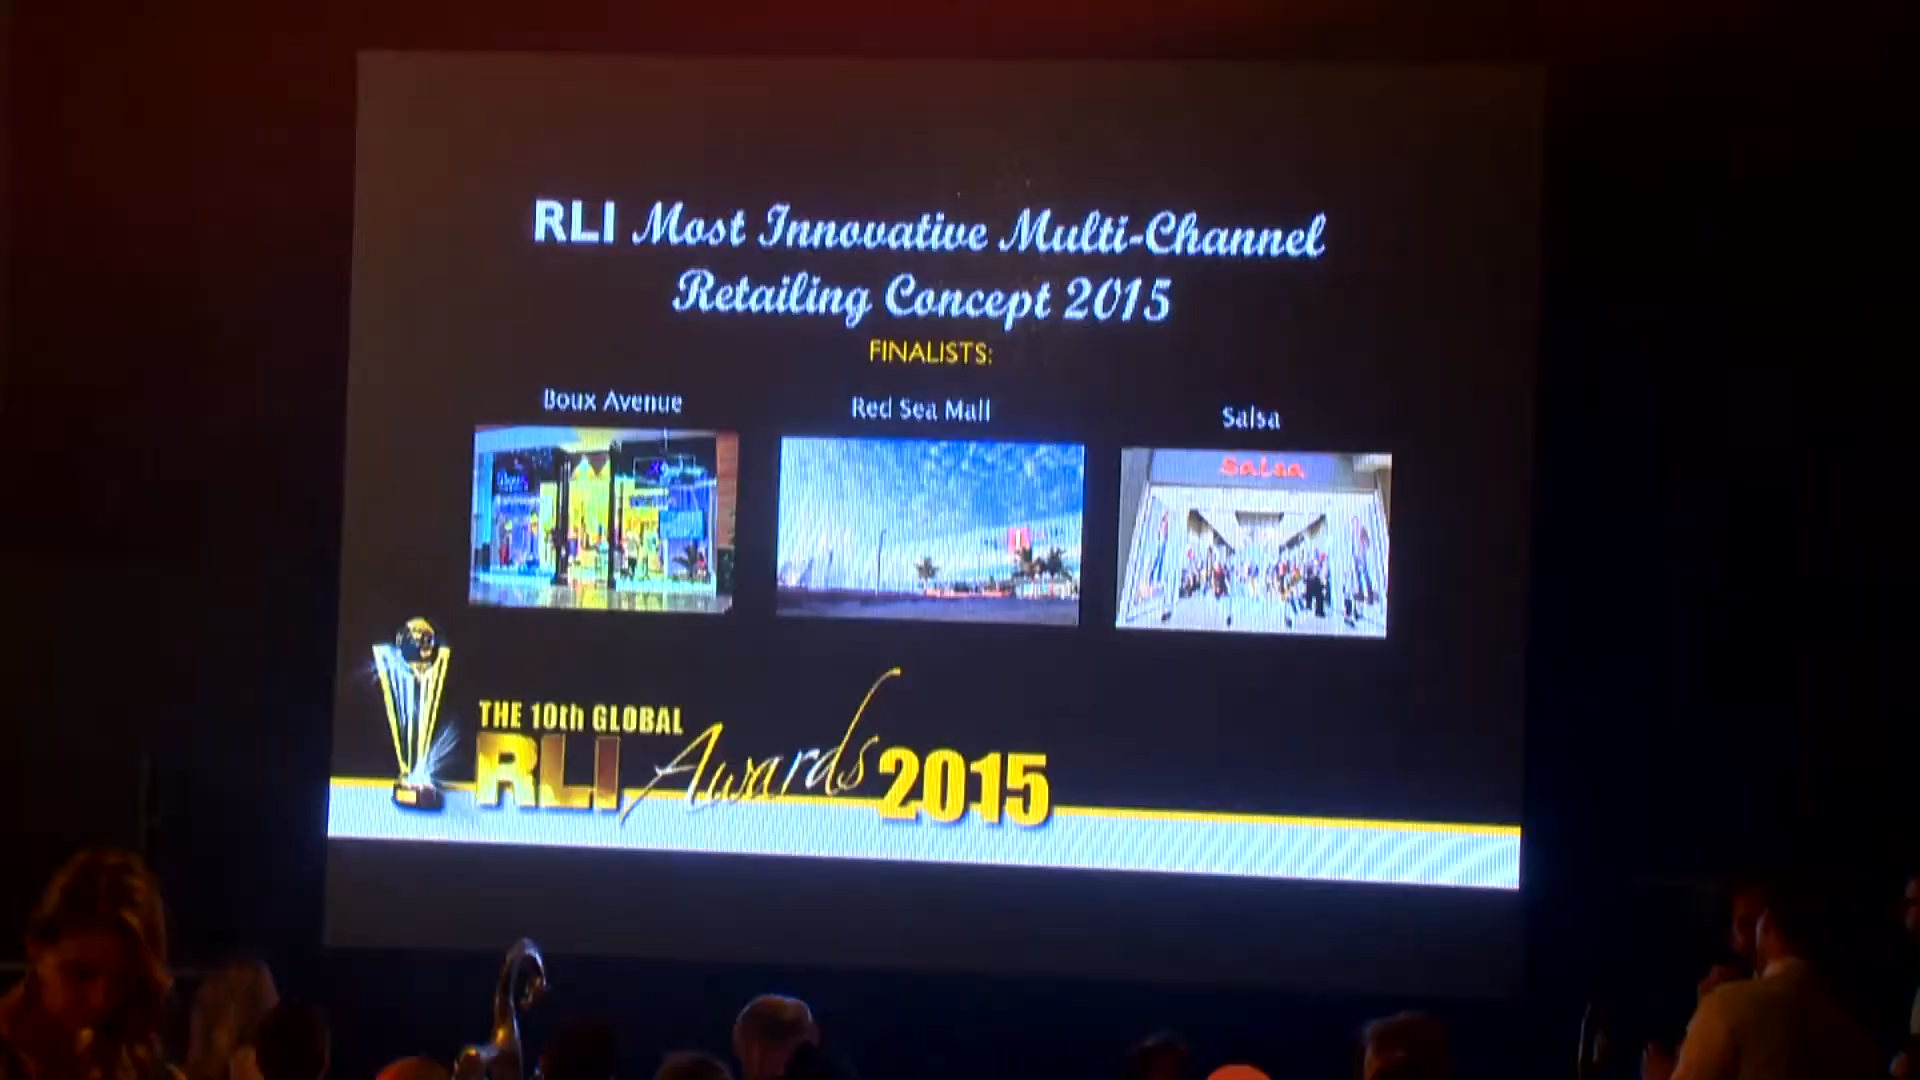 RLI Most Innovative Multi-Channel
Retailing Concept 2015
FINALISTS:
Boux Avenue
Red Sea Mall
Salsa
Salsa
THE 10th GLOBAL
RLI Awards 2015